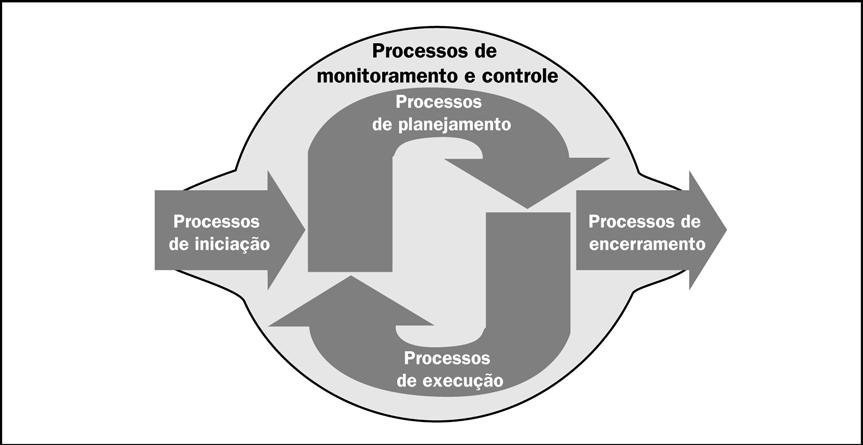 Processos de
monitoramento e controle
Processos
de planejamento
Processos
de iniciação
Processos de
encerramento
Processos
de execução